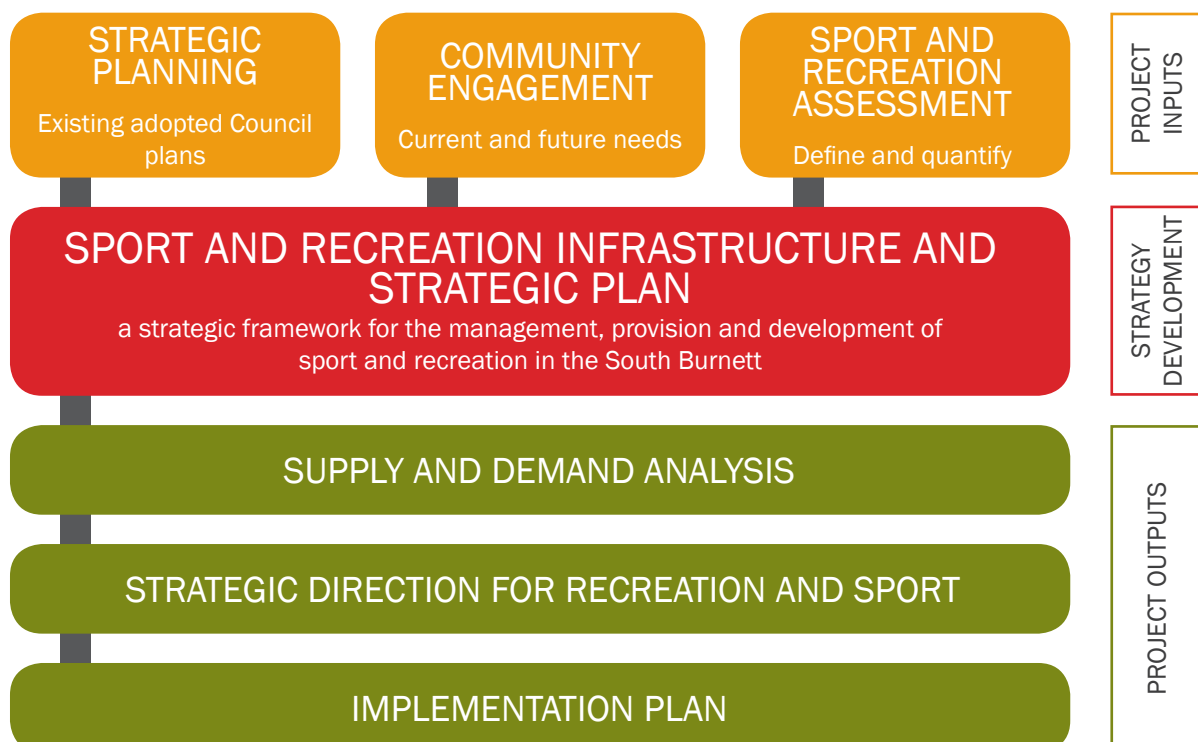 STRATEGIC
PLANNING
Existing adopted Council
plans
COMMUNITY
ENGAGEMENT
Current and future needs
SPORT AND
RECREATION
ASSESSMENT
Define and quantify
PROJECT
INPUTS
SPORT AND RECREATION INFRASTRUCTURE AND
STRATEGIC PLAN
a strategic framework for the management, provision and development of
sport and recreation in the South Burnett
STRATEGY
DEVELOPMENT
SUPPLY AND DEMAND ANALYSIS
STRATEGIC DIRECTION FOR RECREATION AND SPORT
IMPLEMENTATION PLAN
PROJECT OUTPUTS